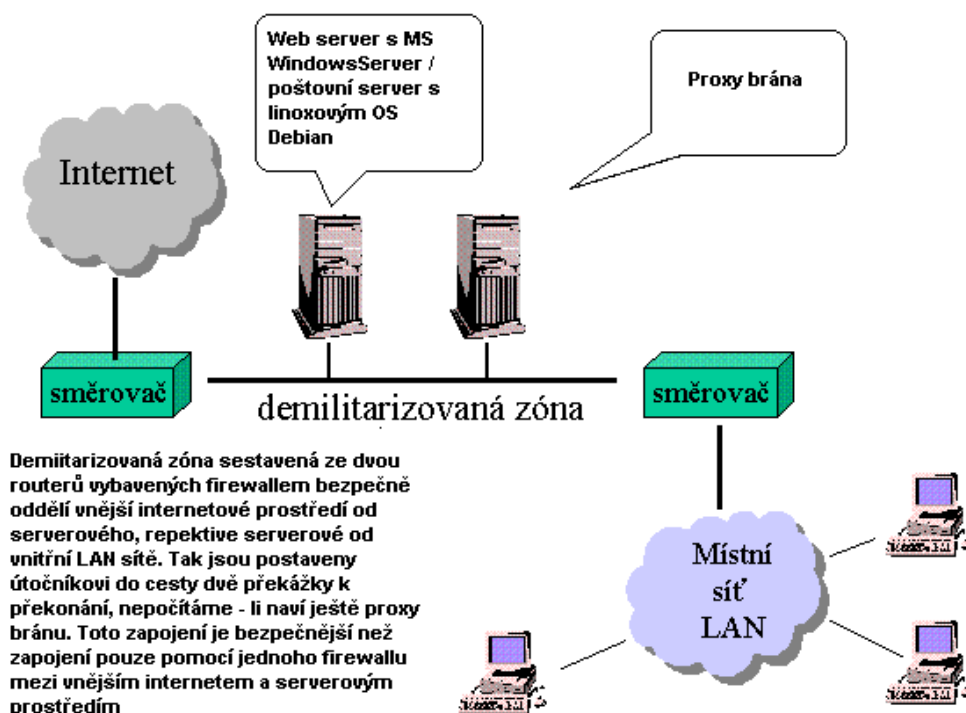 Web server s MS
WindowsServer /
poštovní server s
linoxovým OS
Debian
Proxy brána
Internet
směrovač
demilitarizovaná zóna
směrovač
Demiitarizovaná zóna sestavená ze dvou
routerů vybavených firewallem bezpečně
oddělí vnější internetové prostředí od
serverového, repektive serverové od
vnitřní LAN sítě. Tak jsou postaveny
útočníkovi do cesty dvě překážky k
překonání, nepočítáme - li naví ještě proxy
bránu. Toto zapojení je bezpečnější než
zapojení pouze pomocí jednoho firewallu
mezi vnějším internetem a serverovým
prostředím
Místní
síť
LAN